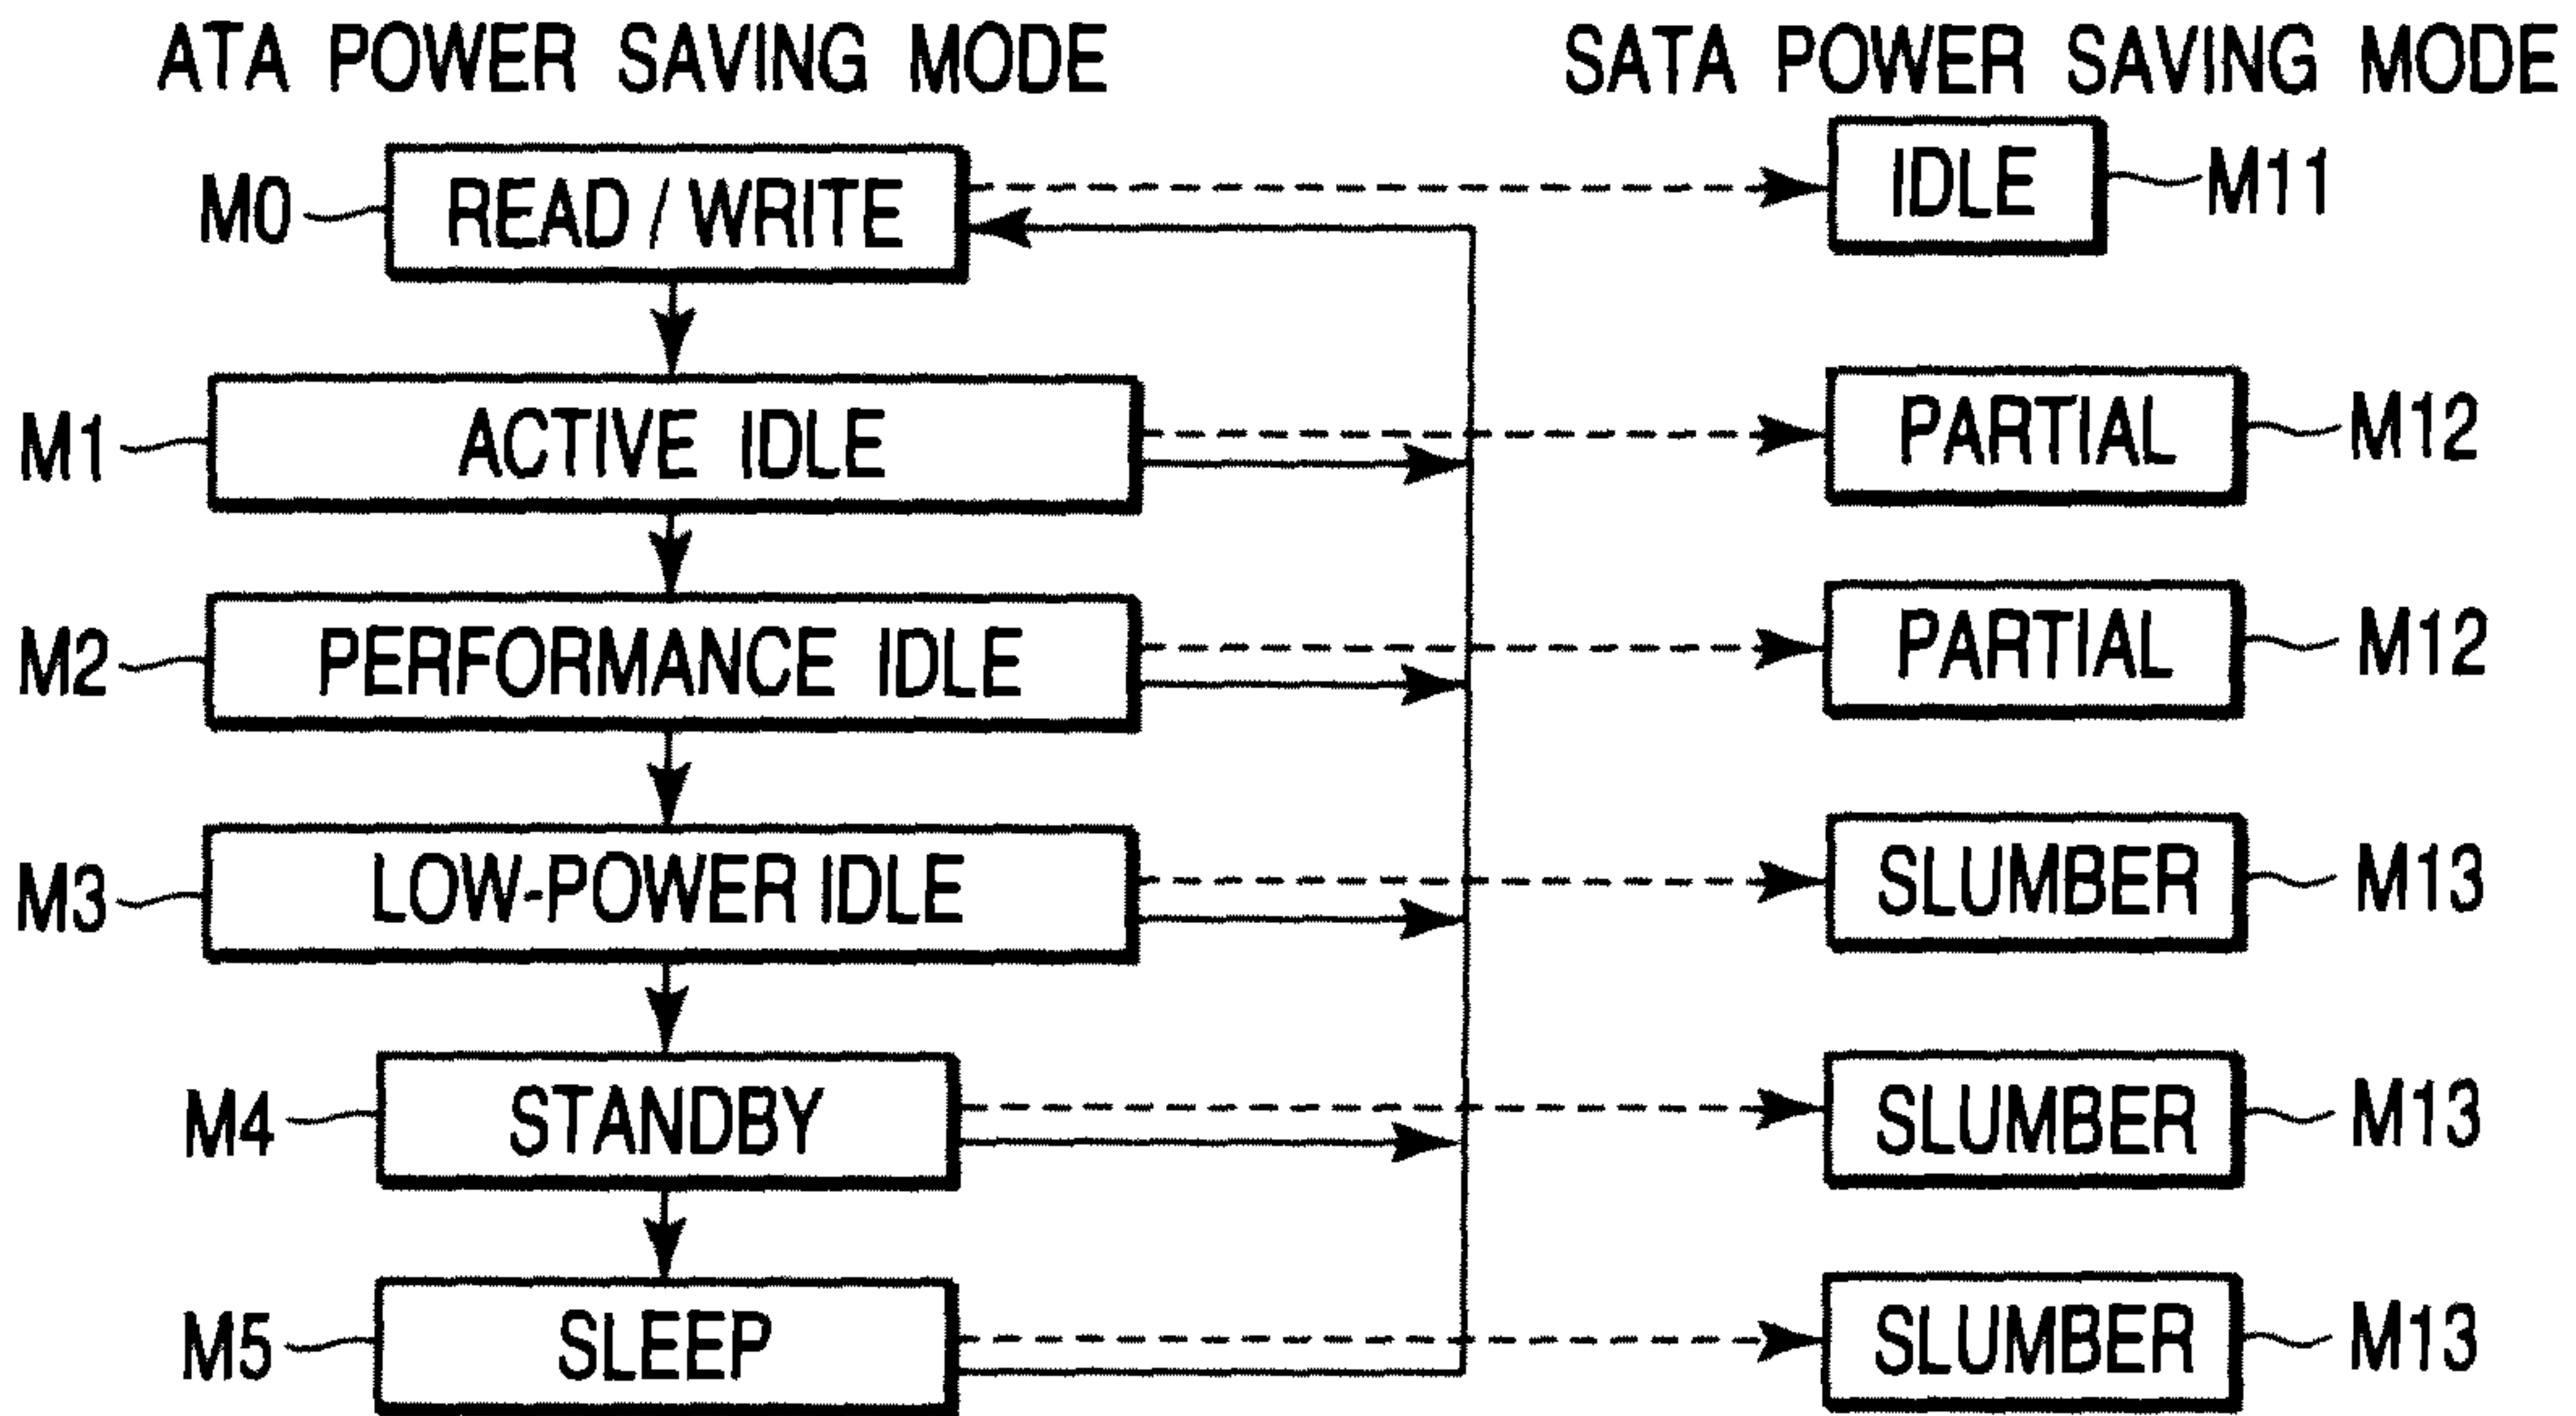 ATA POWER SAVING MODE
SATA POWER SAVING MODE
M0
READ / WRITE
IDLE
M11
M1
ACTIVE IDLE
PARTIAL
M12
M2
PERFORMANCE IDLE
PARTIAL
M12
M3
LOW-POWER IDLE
SLUMBER
M13
M4
STANDBY
SLUMBER
M13
M5
SLEEP
SLUMBER
M13